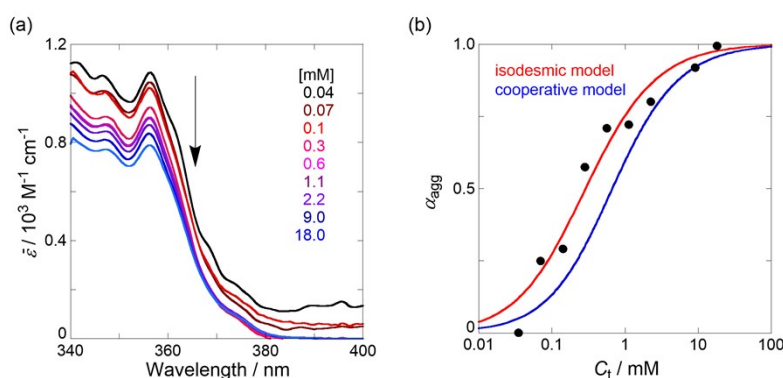 (a)
1.2
0.8
0.4
0
ε̄ / 10³ M⁻¹ cm⁻¹
340 360 380 400
Wavelength / nm
[mM]
0.04
0.07
0.1
0.3
0.6
1.1
2.2
9.0
18.0
(b)
1.0
0.5
0
αagg
isodesmic model
cooperative model
0.01 0.1 1 10 100
Ct / mM